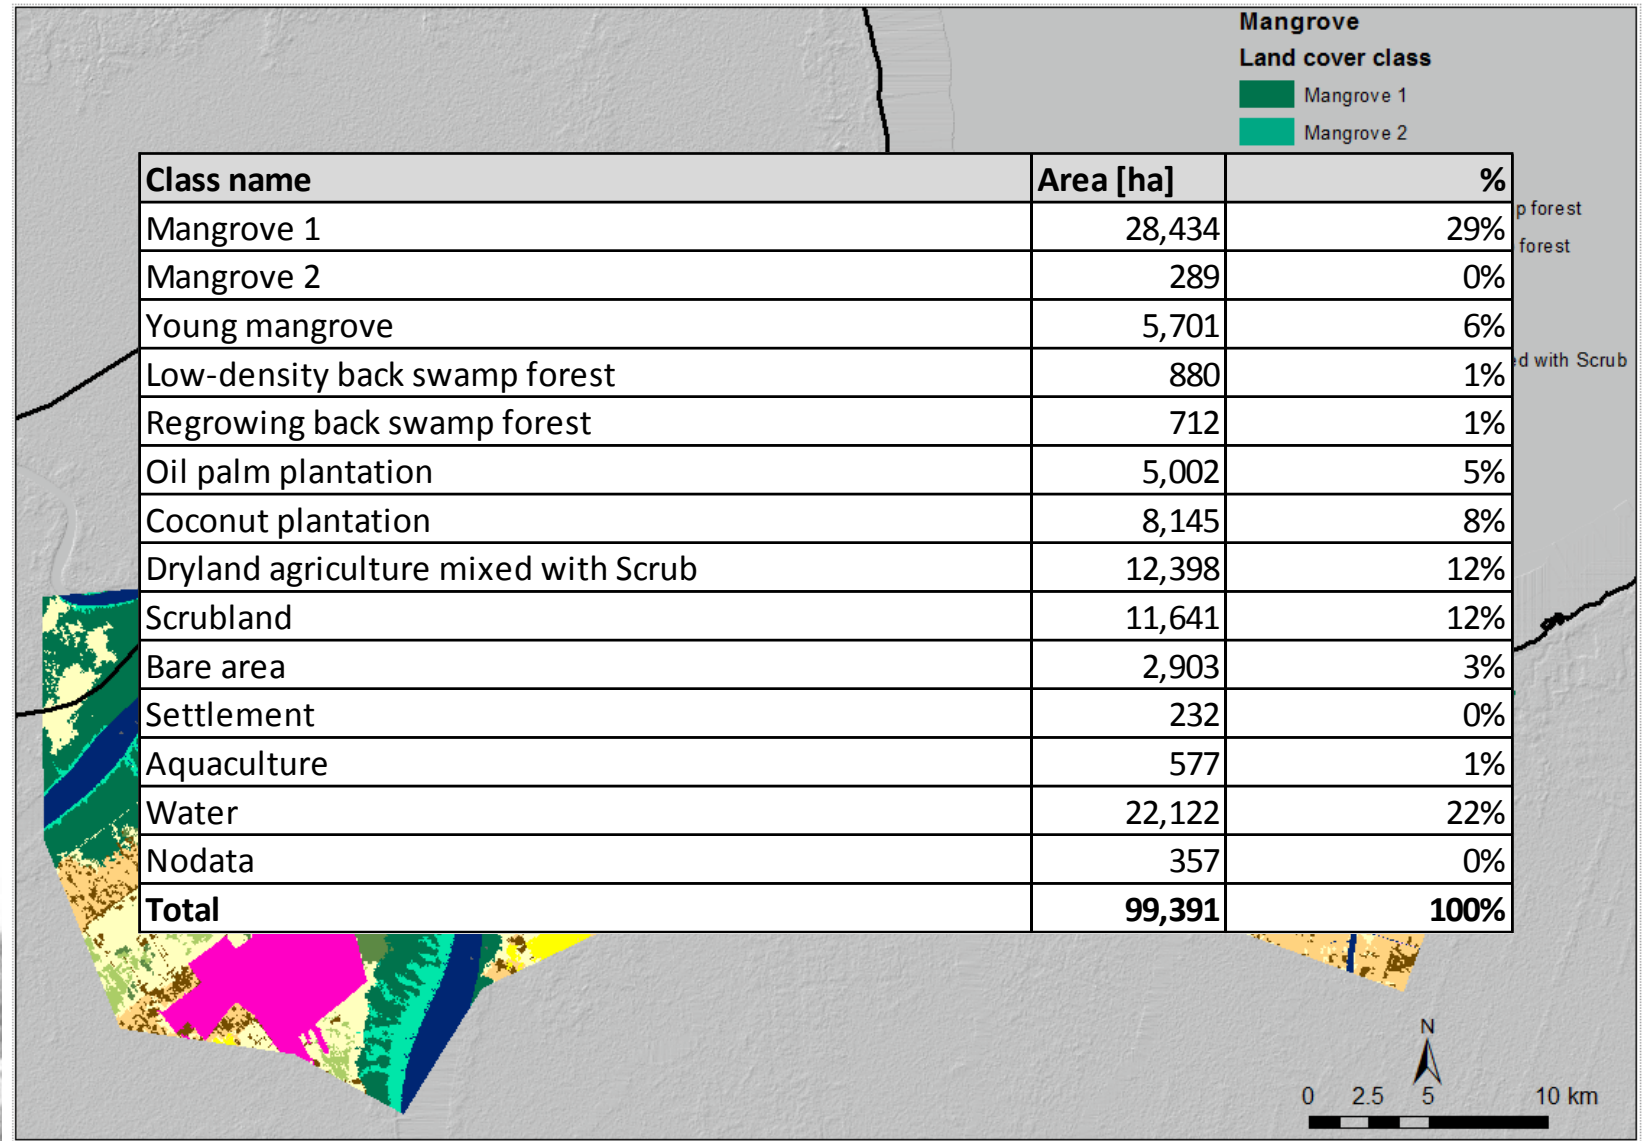 Mangrove
Land cover class
Mangrove 1
Mangrove 2
p forest
forest
ed with Scrub
Class name Area [ha] %
Mangrove 1 28,434 29%
Mangrove 2 289 0%
Young mangrove 5,701 6%
Low-density back swamp forest 880 1%
Regrowing back swamp forest 712 1%
Oil palm plantation 5,002 5%
Coconut plantation 8,145 8%
Dryland agriculture mixed with Scrub 12,398 12%
Scrubland 11,641 12%
Bare area 2,903 3%
Settlement 232 0%
Aquaculture 577 1%
Water 22,122 22%
Nodata 357 0%
Total 99,391 100%
N
0 2.5 5 10 km